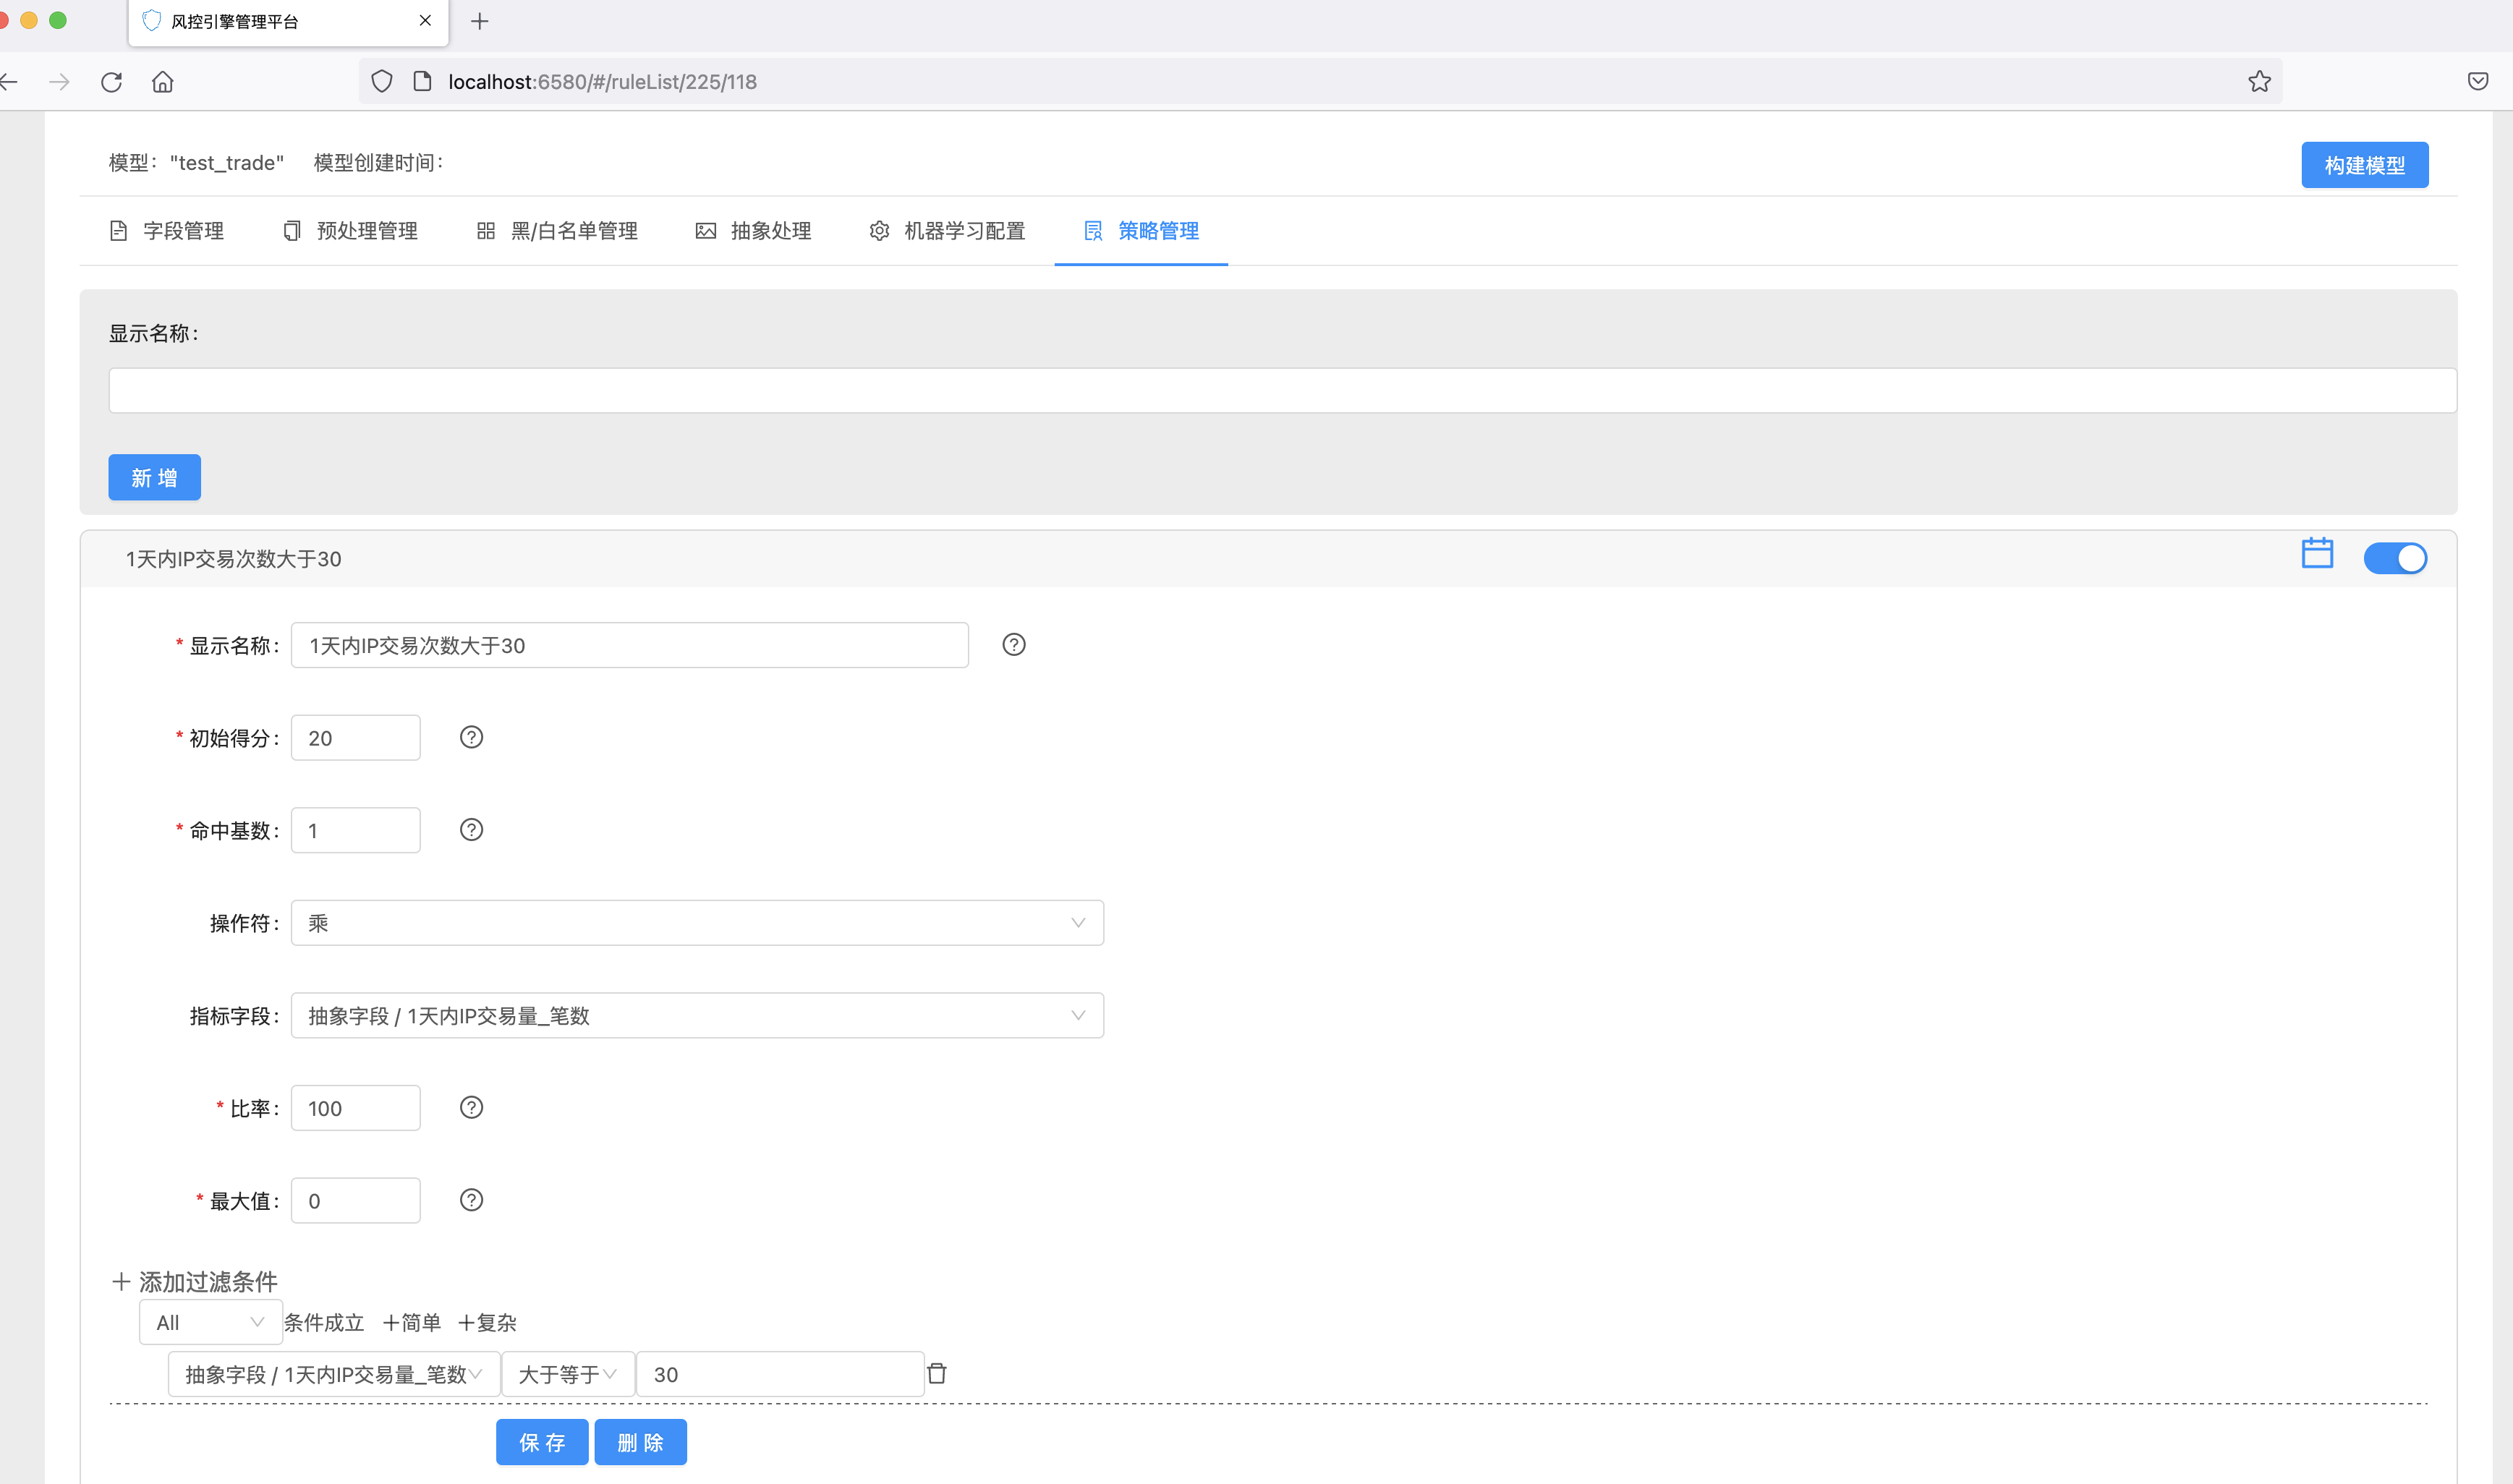 风控引擎管理平台
localhost:6580/#/ruleList/225/118
模型："test_trade" 模型创建时间：
构建模型
字段管理 预处理管理 黑/白名单管理 抽象处理 机器学习配置 策略管理
显示名称：
新 增
1天内IP交易次数大于30
* 显示名称： 1天内IP交易次数大于30
* 初始得分： 20
* 命中基数： 1
操作符： 乘
指标字段： 抽象字段 / 1天内IP交易量_笔数
* 比率： 100
* 最大值： 0
+ 添加过滤条件
All 条件成立 +简单 +复杂
抽象字段 / 1天内IP交易量_笔数 大于等于 30
保 存 删 除